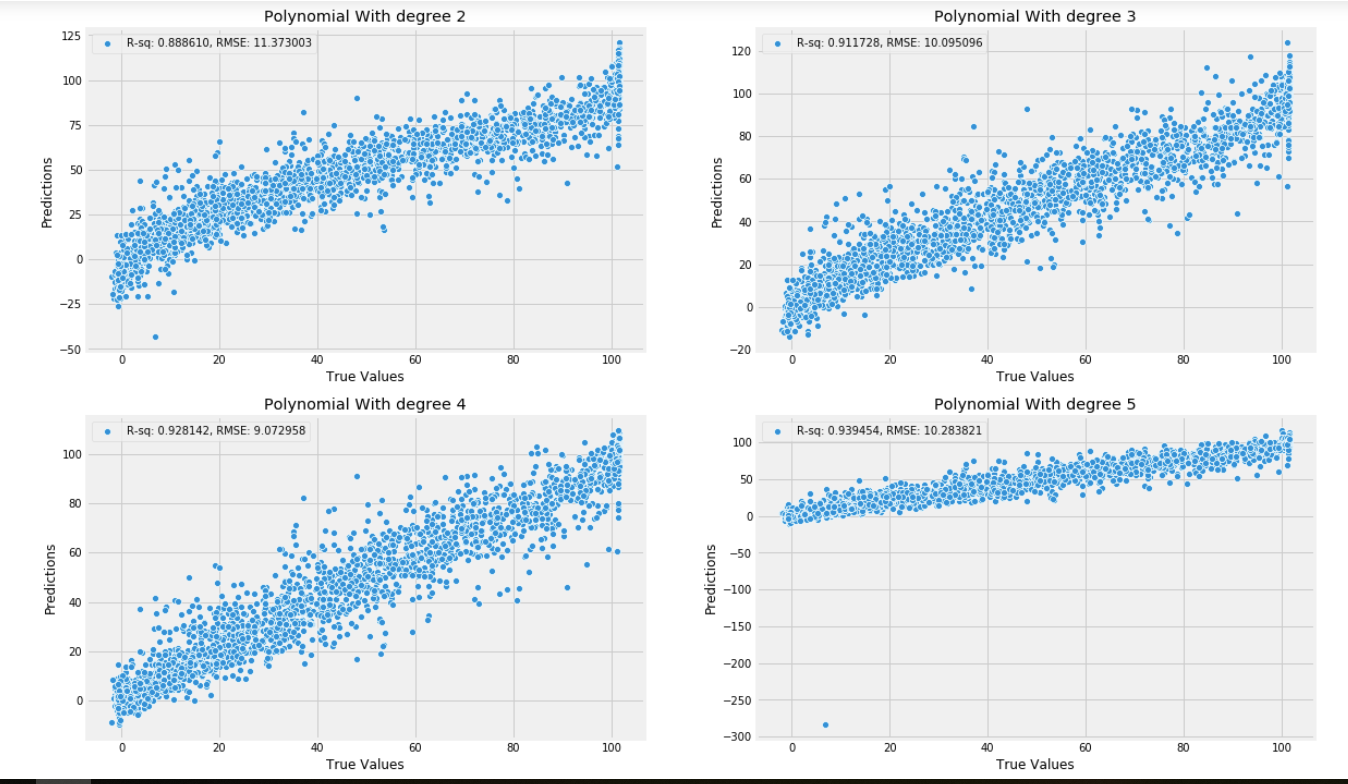 Polynomial With degree 2
R-sq: 0.888610, RMSE: 11.373003
125
100
75
50
25
0
−25
−50
Predictions
0 20 40 60 80 100
True Values
Polynomial With degree 3
R-sq: 0.911728, RMSE: 10.095096
120
100
80
60
40
20
0
−20
Predictions
0 20 40 60 80 100
True Values
Polynomial With degree 4
R-sq: 0.928142, RMSE: 9.072958
100
80
60
40
20
0
Predictions
0 20 40 60 80 100
True Values
Polynomial With degree 5
R-sq: 0.939454, RMSE: 10.283821
100
50
0
−50
−100
−150
−200
−250
−300
Predictions
0 20 40 60 80 100
True Values